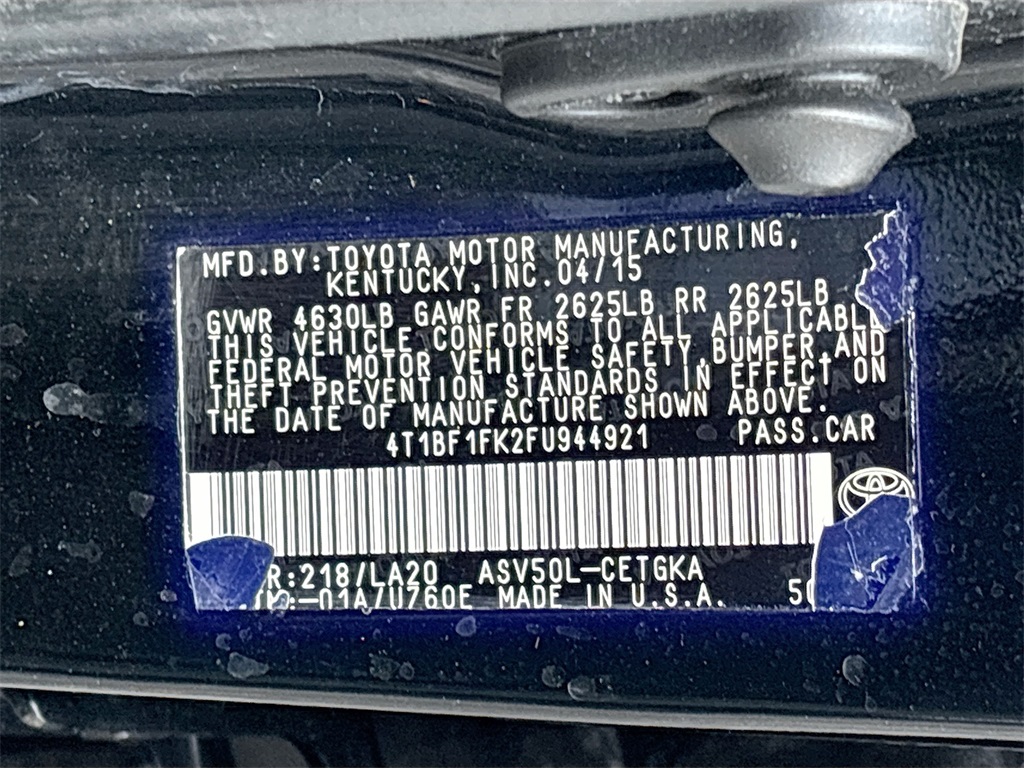 MFD.BY:TOYOTA MOTOR MANUFACTURING,
KENTUCKY,INC.04/15
GVWR 4630LB GAWR FR 2625LB RR 2625LB
THIS VEHICLE CONFORMS TO ALL APPLICABLE
FEDERAL MOTOR VEHICLE SAFETY,BUMPER,AND
THEFT PREVENTION STANDARDS IN EFFECT ON
THE DATE OF MANUFACTURE SHOWN ABOVE.
4T1BF1FK2FU944921 PASS.CAR
R:218/LA20 ASV50L-CETGKA
MADE IN U.S.A.